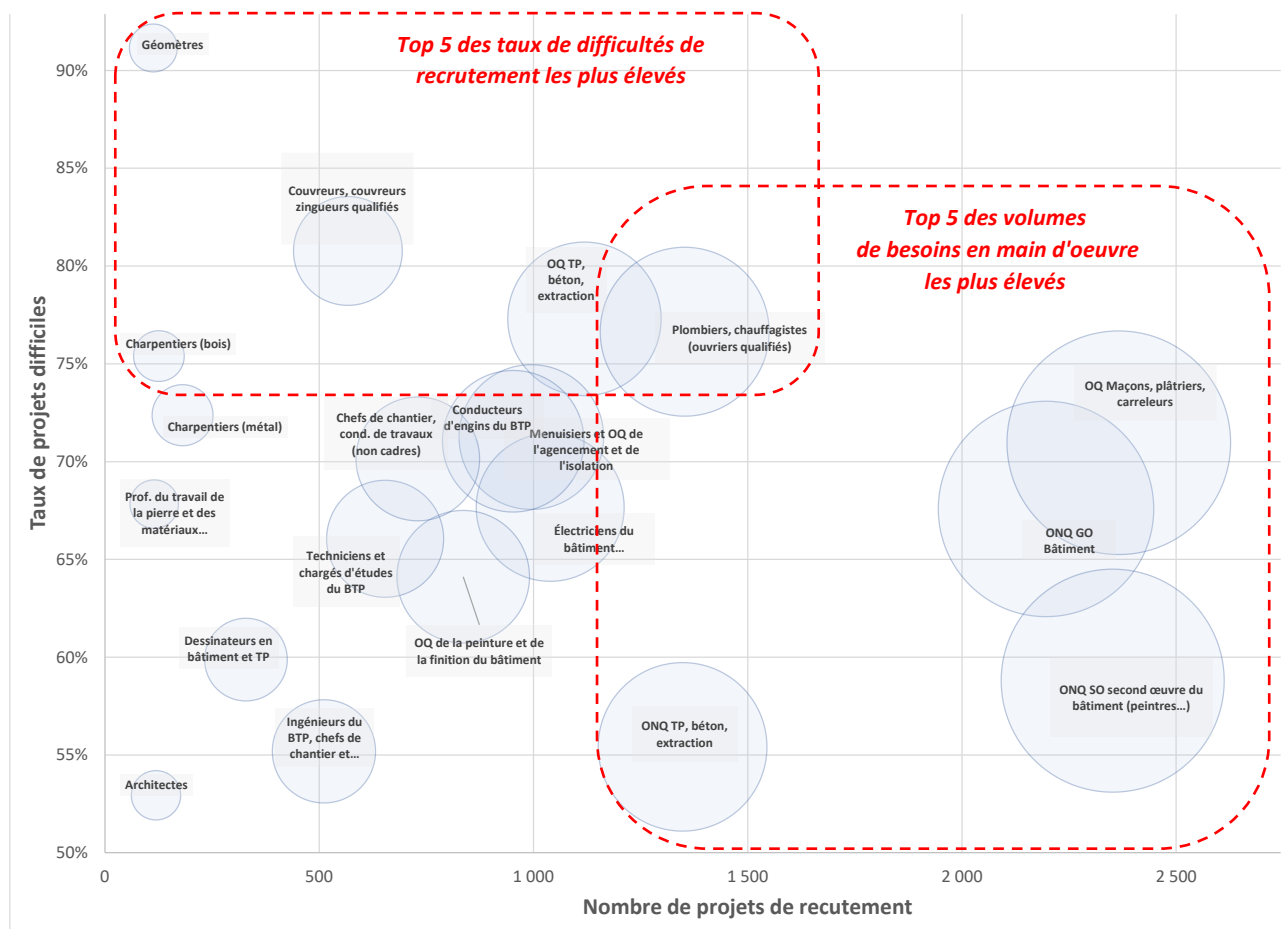 Top 5 des taux de difficultés de
recrutement les plus élevés
Top 5 des volumes
de besoins en main d'oeuvre
les plus élevés
Taux de projets difficiles
90%
85%
80%
75%
70%
65%
60%
55%
50%
Géomètres
Couvreurs, couvreurs
zingueurs qualifiés
OQ TP,
béton,
extraction
Plombiers, chauffagistes
(ouvriers qualifiés)
Charpentiers (bois)
Charpentiers (métal)
Chefs de chantier,
cond. de travaux
(non cadres)
Conducteurs
d'engins du BTP
Menuisiers et OQ de
l'agencement et de
l'isolation
OQ Maçons, plâtriers,
carreleurs
Prof. du travail de
la pierre et des
matériaux…
Techniciens et
chargés d'études
du BTP
Électriciens du
bâtiment…
ONQ GO
Bâtiment
OQ de la peinture et de
la finition du bâtiment
Dessinateurs en
bâtiment et TP
Ingénieurs du
BTP, chefs de
chantier et…
ONQ TP, béton,
extraction
ONQ SO second œuvre du
bâtiment (peintres…)
Architectes
0
500
1 000
1 500
2 000
2 500
Nombre de projets de recutement